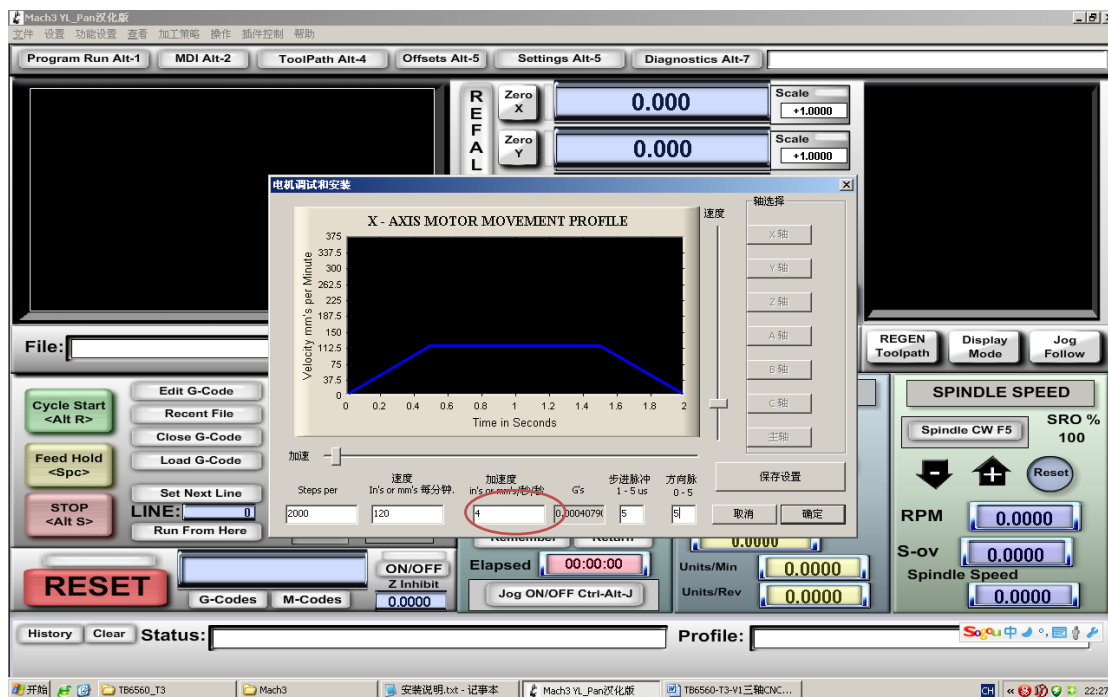 Mach3 YL_Pan汉化版
文件 设置 功能设置 查看 加工策略 操作 插件控制 帮助
Program Run Alt-1 MDI Alt-2 ToolPath Alt-4 Offsets Alt-5 Settings Alt-5 Diagnostics Alt-7
REFAL
Zero X 0.000 Scale +1.0000
Zero Y 0.000 Scale +1.0000
电机调试和安装
X - AXIS MOTOR MOVEMENT PROFILE
Velocity mm's per Minute
375
337.5
300
262.5
225
187.5
150
112.5
75
37.5
0
0 0.2 0.4 0.6 0.8 1 1.2 1.4 1.6 1.8 2
Time in Seconds
速度
轴选择
X 轴
Y 轴
Z 轴
A 轴
B 轴
C 轴
主轴
加速
Steps per
速度
In's or mm's 每分钟.
加速度
in's or mm's/秒/秒
G's
步进脉冲
1 - 5 us
方向脉
0 - 5
2000 120 4 0.0004079 5 5
保存设置
取消 确定
File:
REGEN Toolpath
Display Mode
Jog Follow
Cycle Start
<Alt R>
Feed Hold
<Spc>
STOP
<Alt S>
Edit G-Code
Recent File
Close G-Code
Load G-Code
Set Next Line
LINE: 0
Run From Here
SPINDLE SPEED
Spindle CW F5
SRO %
100
Reset
RPM 0.0000
S-ov 0.0000
Spindle Speed
0.0000
RESET
G-Codes M-Codes
ON/OFF
Z Inhibit
0.0000
Remember Return
Elapsed 00:00:00
Jog ON/OFF Ctrl-Alt-J
0.0000
Units/Min 0.0000
Units/Rev 0.0000
History Clear Status:
Profile:
Sogou 中
开始 TB6560_T3 Mach3 安装说明.txt - 记事本 Mach3 YL_Pan汉化版 TB6560-T3-V1三轴CNC... CH « 22:27